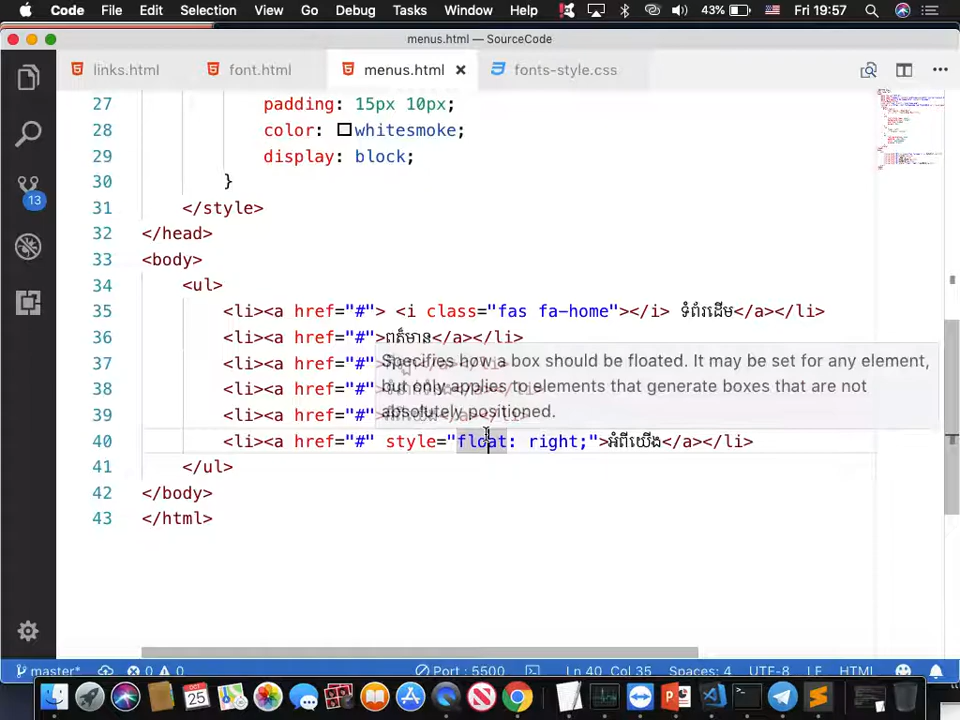 Code File Edit Selection View Go Debug Tasks Window Help 43% Fri 19:57
menus.html — SourceCode
links.html font.html menus.html fonts-style.css
27 padding: 15px 10px;
28 color: whitesmoke;
29 display: block;
30 }
31 </style>
32 </head>
33 <body>
34 <ul>
35 <li><a href="#"> <i class="fas fa-home"></i> ទំព័រដើម</a></li>
36 <li><a href="#">ពត៌មាន</a></li>
37 <li><a href="#">
Specifies how a box should be floated. It may be set for any element,
38 <li><a href="#"
but only applies to elements that generate boxes that are not
39 <li><a href="#"
absolutely positioned.
40 <li><a href="#" style="float: right;">អំពីយើង</a></li>
41 </ul>
42 </body>
43 </html>
13
master* 0 0 Port : 5500 Ln 40, Col 35 Spaces: 4 UTF-8 LF HTML
25